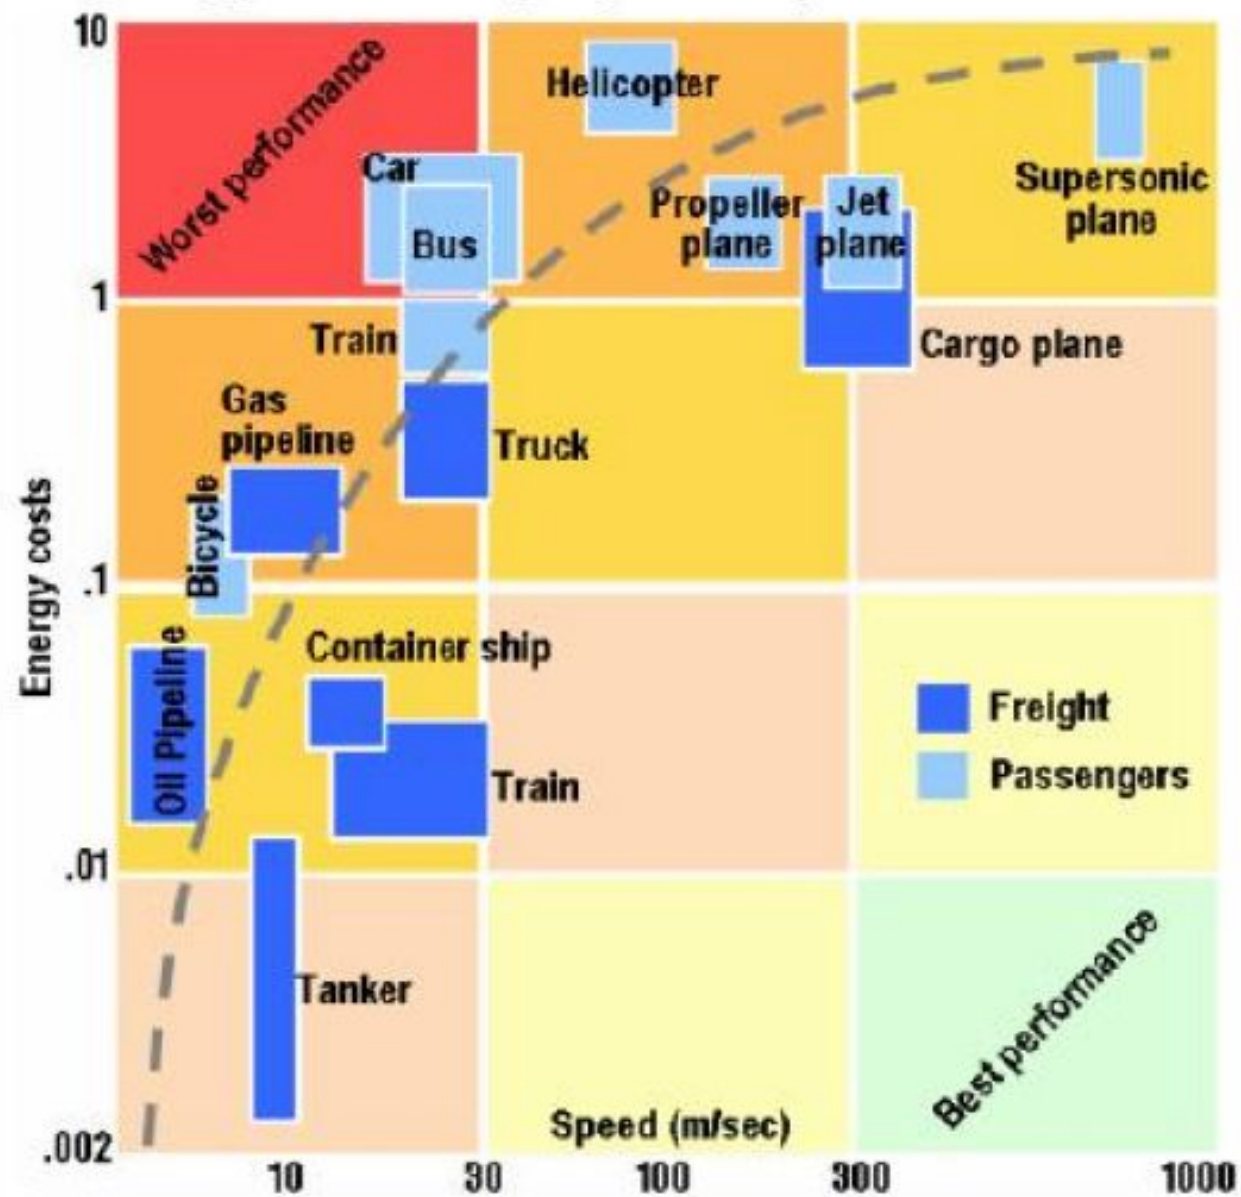 10
Worst performance
Helicopter
Car
Bus
Propeller
plane
Jet
plane
Supersonic
plane
1
Train
Cargo plane
Gas
pipeline
Truck
Bicycle
Energy costs
.1
Oil Pipeline
Container ship
Train
Freight
Passengers
.01
Tanker
Best performance
Speed (m/sec)
.002
10 30 100 300 1000